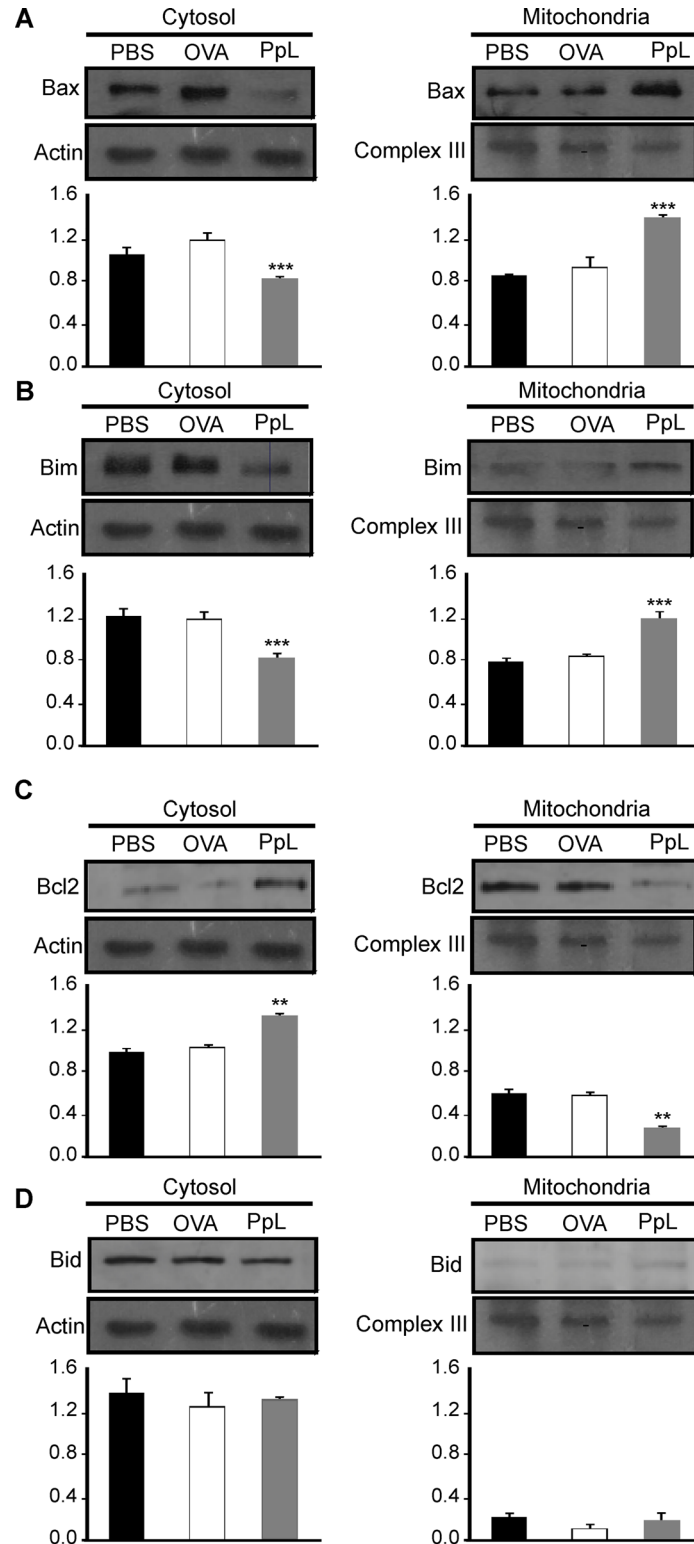 A
Cytosol
Mitochondria
PBS OVA PpL
PBS OVA PpL
Bax
Bax
Actin
Complex III
1.6
1.2
0.8
0.4
0.0
***
1.6
1.2
0.8
0.4
0.0
***
B
Cytosol
Mitochondria
PBS OVA PpL
PBS OVA PpL
Bim
Bim
Actin
Complex III
1.6
1.2
0.8
0.4
0.0
***
1.6
1.2
0.8
0.4
0.0
***
C
Cytosol
Mitochondria
PBS OVA PpL
PBS OVA PpL
Bcl2
Bcl2
Actin
Complex III
1.6
1.2
0.8
0.4
0.0
**
1.6
1.2
0.8
0.4
0.0
**
D
Cytosol
Mitochondria
PBS OVA PpL
PBS OVA PpL
Bid
Bid
Actin
Complex III
1.6
1.2
0.8
0.4
0.0
1.6
1.2
0.8
0.4
0.0